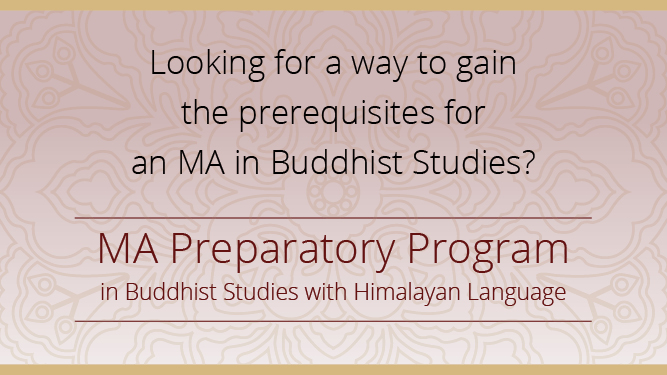 Looking for a way to gain
the prerequisites for
an MA in Buddhist Studies?
MA Preparatory Program
in Buddhist Studies with Himalayan Language